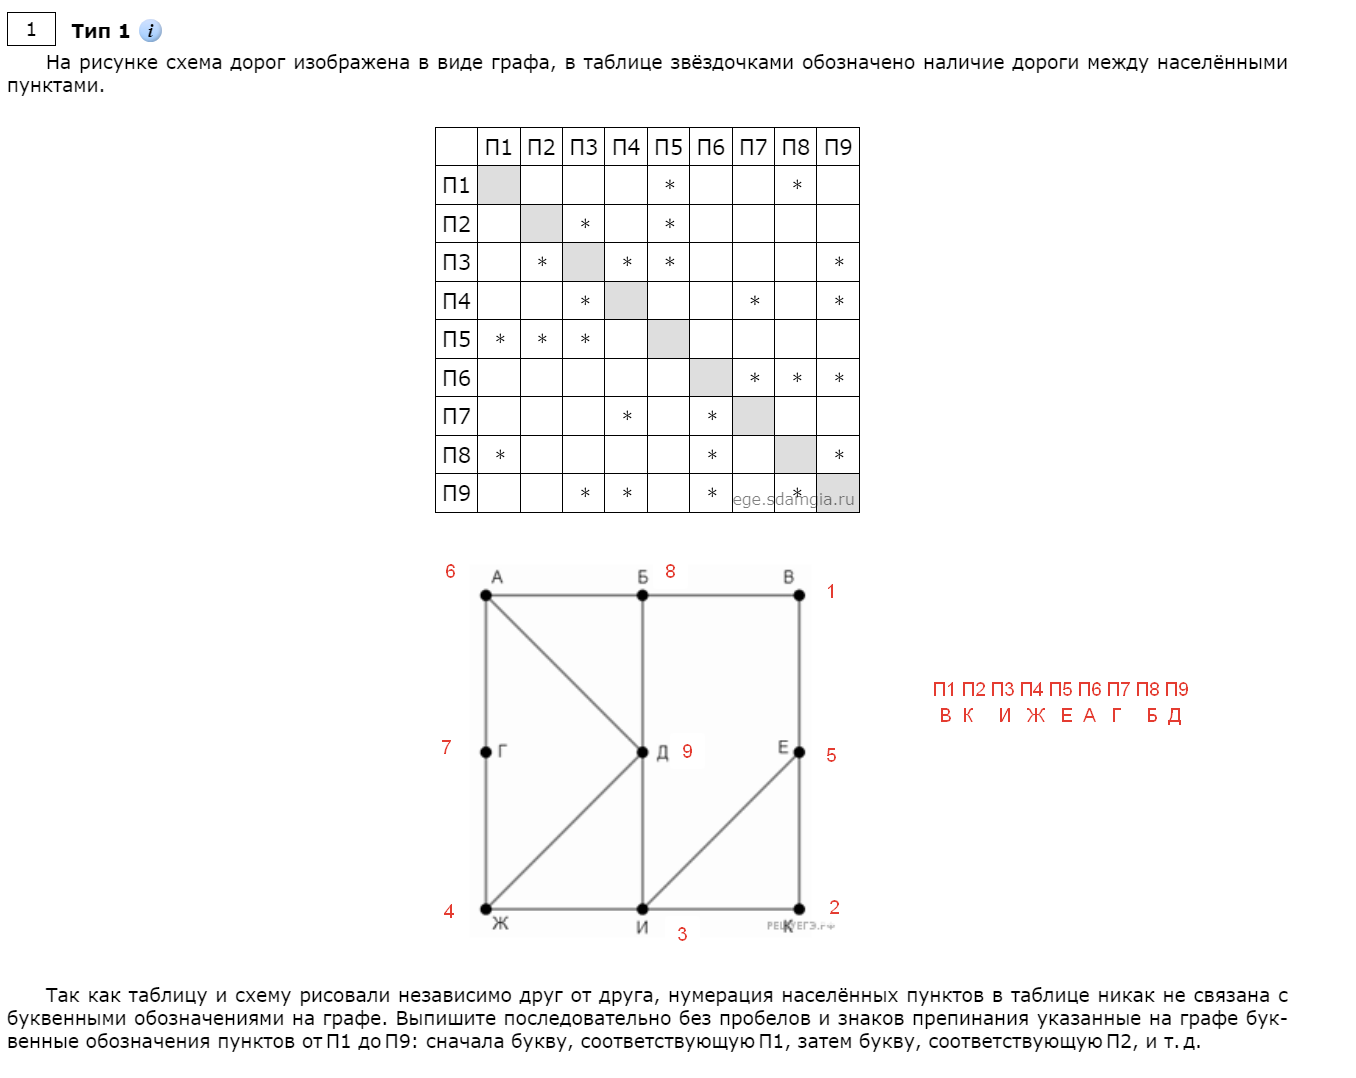 1 Тип 1 i
На рисунке схема дорог изображена в виде графа, в таблице звёздочками обозначено наличие дороги между населёнными
пунктами.
П1 П2 П3 П4 П5 П6 П7 П8 П9
П1 * *
П2 * *
П3 * * * *
П4 * * *
П5 * * *
П6 * * *
П7 * *
П8 * * *
П9 * * * *
ege.sdamgia.ru
6 А Б 8 В 1
П1 П2 П3 П4 П5 П6 П7 П8 П9
В К И Ж Е А Г Б Д
7 Г Д 9 Е 5
4 Ж И 3 К 2
РЕШУЕГЭ.РФ
Так как таблицу и схему рисовали независимо друг от друга, нумерация населённых пунктов в таблице никак не связана с
буквенными обозначениями на графе. Выпишите последовательно без пробелов и знаков препинания указанные на графе бук-
венные обозначения пунктов от П1 до П9: сначала букву, соответствующую П1, затем букву, соответствующую П2, и т. д.